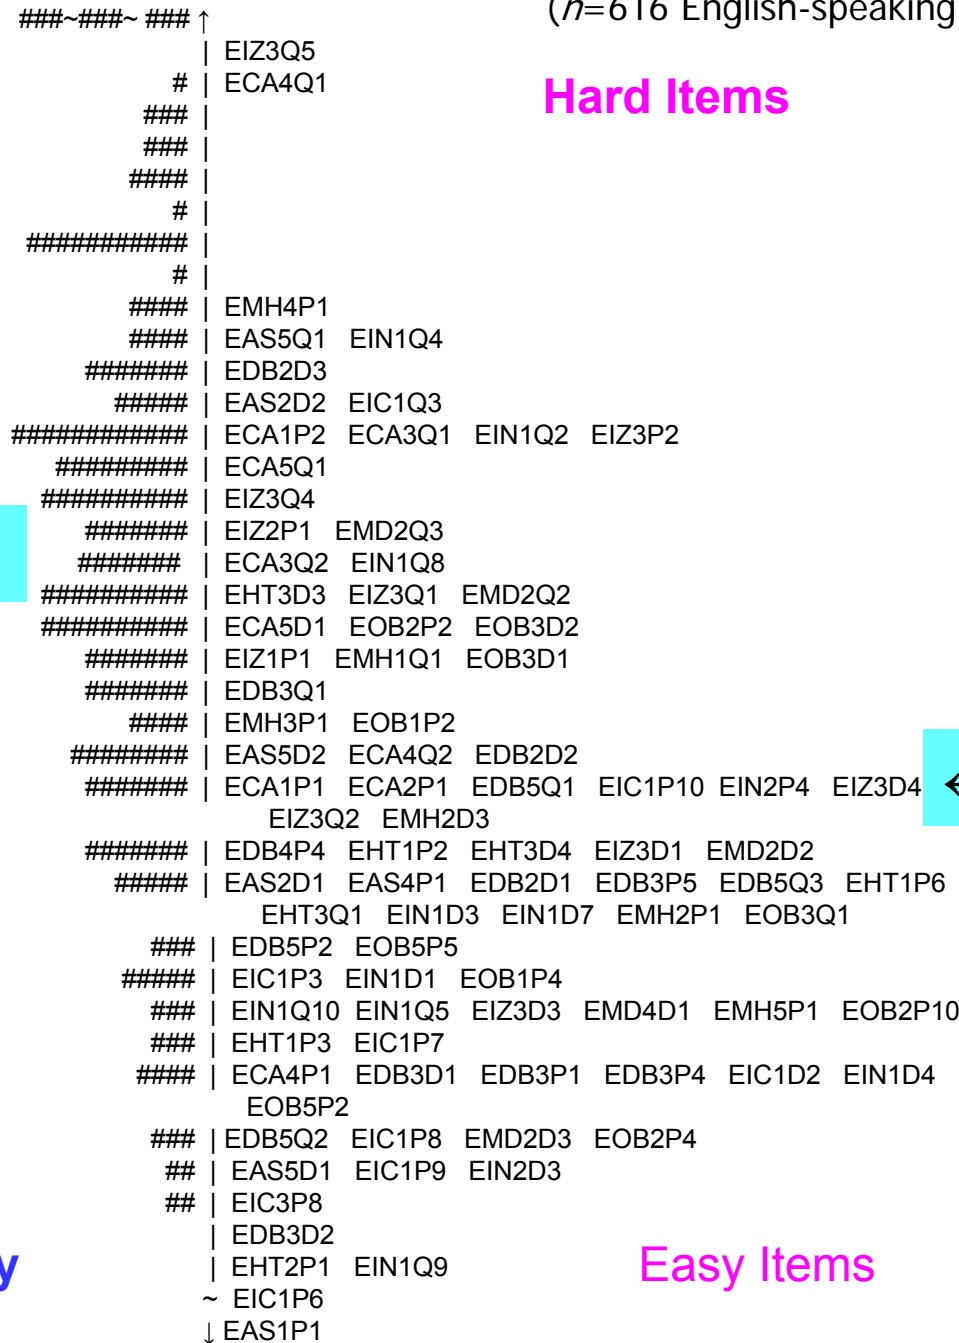 (n=616 English-speaking
###~###~ ### ↑
| EIZ3Q5
# | ECA4Q1
Hard Items
### |
### |
#### |
# |
########### |
# |
#### | EMH4P1
#### | EAS5Q1 EIN1Q4
####### | EDB2D3
##### | EAS2D2 EIC1Q3
############ | ECA1P2 ECA3Q1 EIN1Q2 EIZ3P2
######### | ECA5Q1
########## | EIZ3Q4
####### | EIZ2P1 EMD2Q3
####### | ECA3Q2 EIN1Q8
########## | EHT3D3 EIZ3Q1 EMD2Q2
########## | ECA5D1 EOB2P2 EOB3D2
####### | EIZ1P1 EMH1Q1 EOB3D1
####### | EDB3Q1
#### | EMH3P1 EOB1P2
######## | EAS5D2 ECA4Q2 EDB2D2
####### | ECA1P1 ECA2P1 EDB5Q1 EIC1P10 EIN2P4 EIZ3D4
EIZ3Q2 EMH2D3
####### | EDB4P4 EHT1P2 EHT3D4 EIZ3D1 EMD2D2
##### | EAS2D1 EAS4P1 EDB2D1 EDB3P5 EDB5Q3 EHT1P6
EHT3Q1 EIN1D3 EIN1D7 EMH2P1 EOB3Q1
### | EDB5P2 EOB5P5
##### | EIC1P3 EIN1D1 EOB1P4
### | EIN1Q10 EIN1Q5 EIZ3D3 EMD4D1 EMH5P1 EOB2P10
### | EHT1P3 EIC1P7
#### | ECA4P1 EDB3D1 EDB3P1 EDB3P4 EIC1D2 EIN1D4
EOB5P2
### | EDB5Q2 EIC1P8 EMD2D3 EOB2P4
## | EAS5D1 EIC1P9 EIN2D3
## | EIC3P8
| EDB3D2
y
| EHT2P1 EIN1Q9
Easy Items
~ EIC1P6
↓ EAS1P1